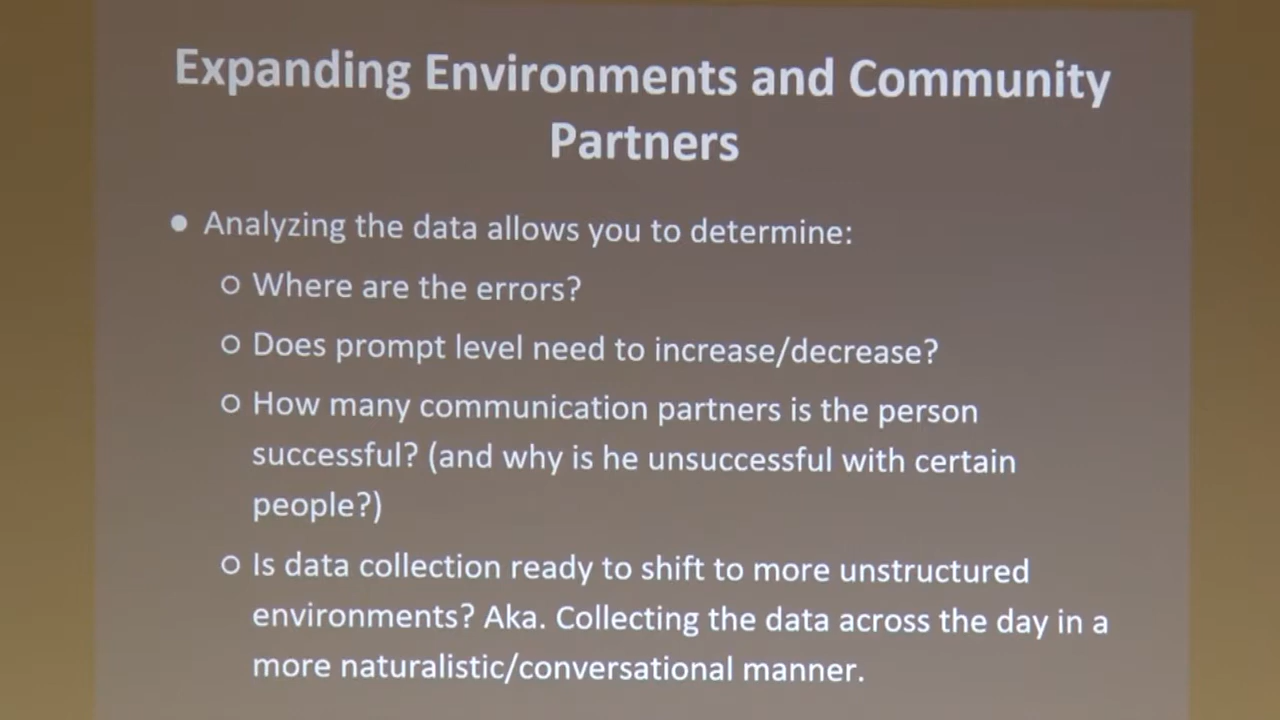 Expanding Environments and Community
Partners
● Analyzing the data allows you to determine:
○ Where are the errors?
○ Does prompt level need to increase/decrease?
○ How many communication partners is the person
successful? (and why is he unsuccessful with certain
people?)
○ Is data collection ready to shift to more unstructured
environments? Aka. Collecting the data across the day in a
more naturalistic/conversational manner.